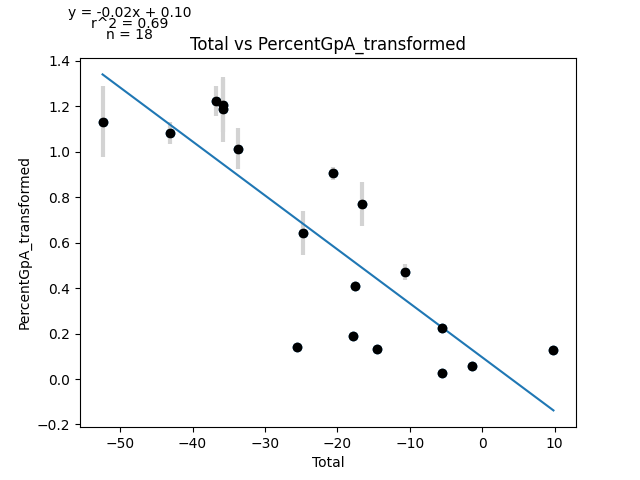 y = -0.02x + 0.10
r^2 = 0.69
n = 18
Total vs PercentGpA_transformed
1.4
1.2
1.0
0.8
0.6
0.4
0.2
0.0
−0.2
PercentGpA_transformed
−50
−40
−30
−20
−10
0
10
Total